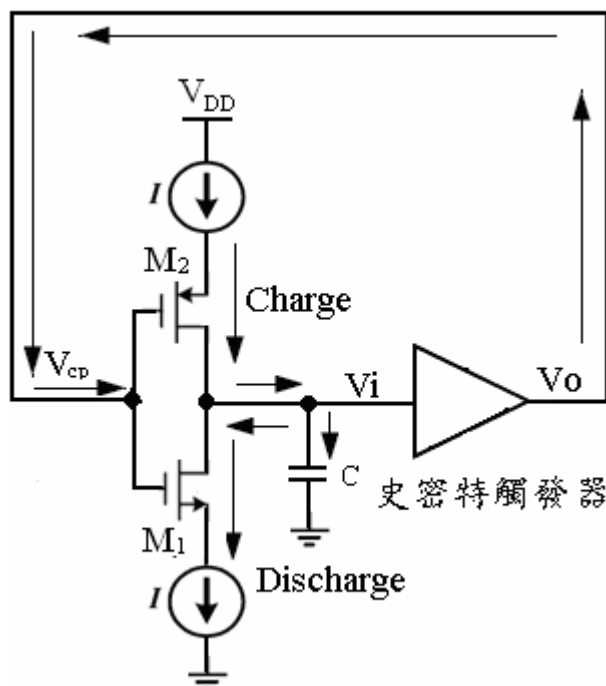 V_DD
I
M₂
Charge
V_cp
Vi
Vo
C
史密特觸發器
M₁
Discharge
I